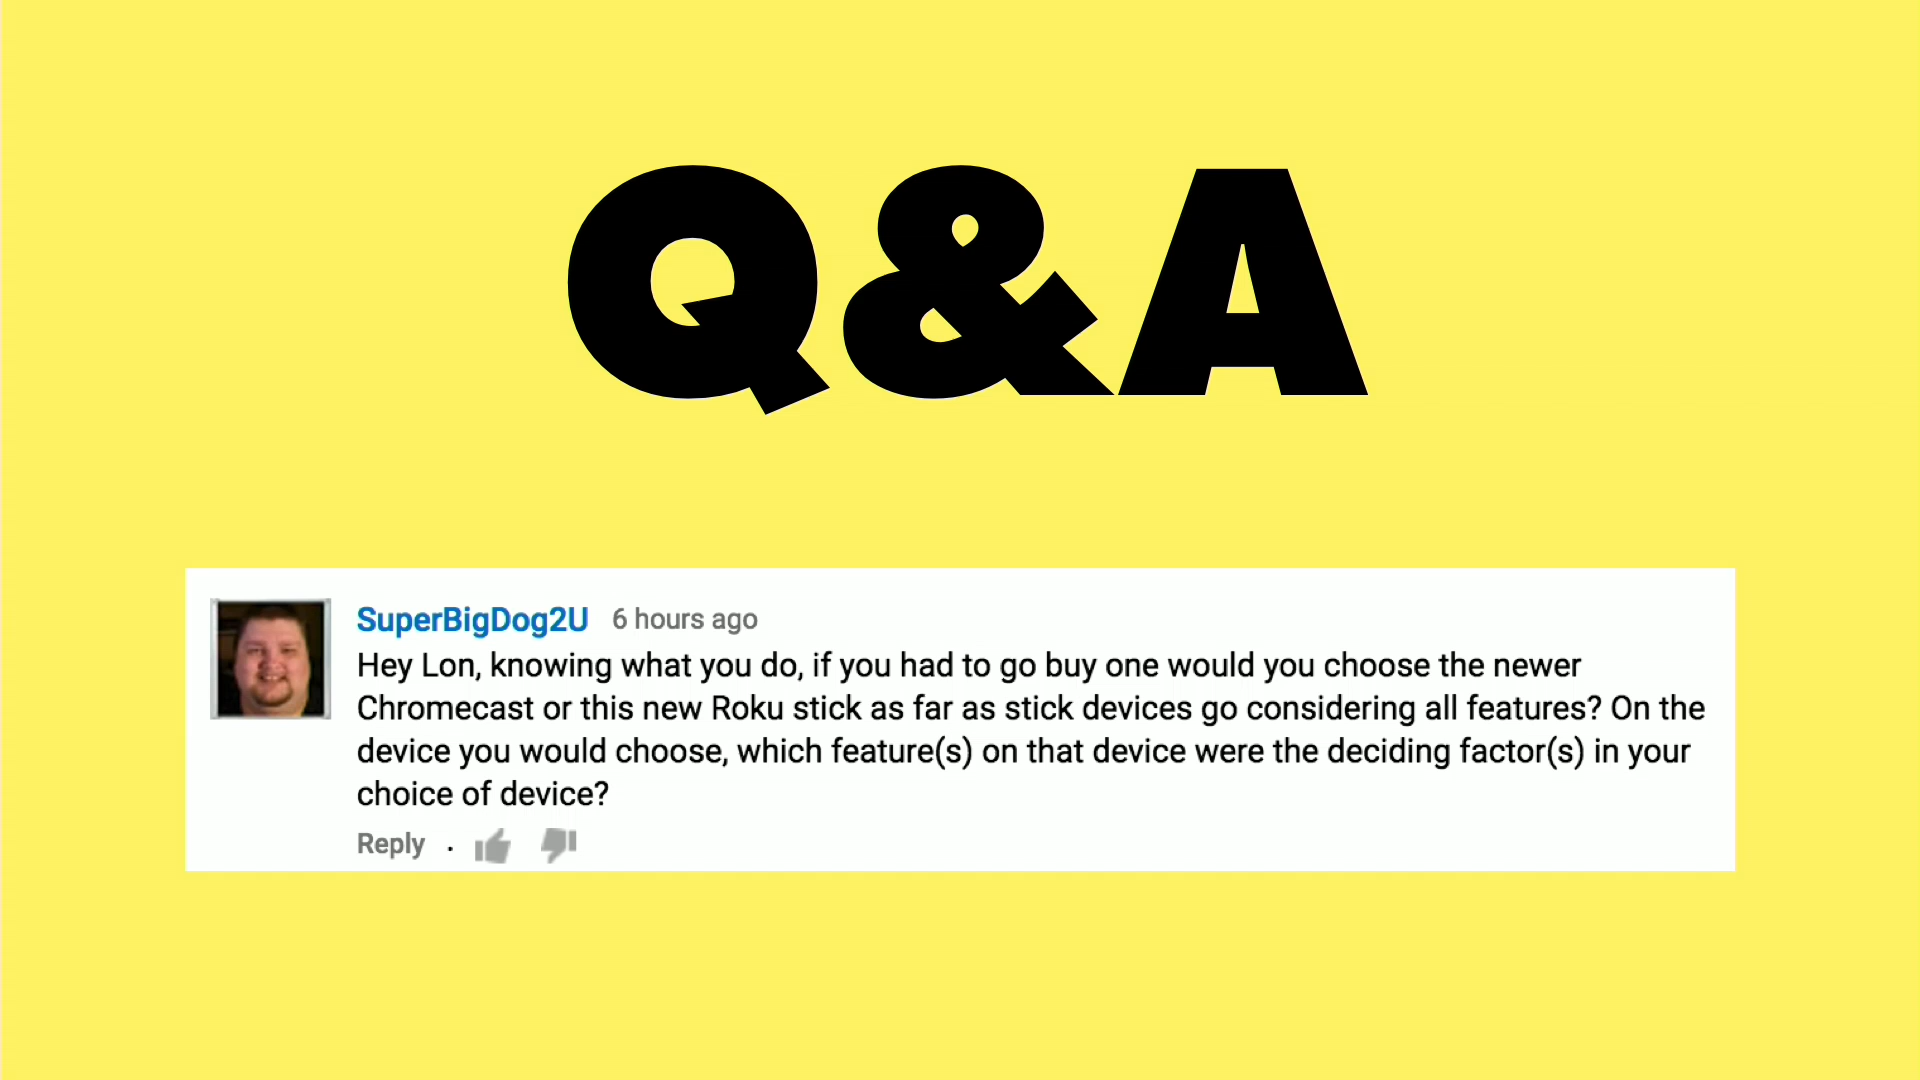 Q&A
SuperBigDog2U 6 hours ago
Hey Lon, knowing what you do, if you had to go buy one would you choose the newer
Chromecast or this new Roku stick as far as stick devices go considering all features? On the
device you would choose, which feature(s) on that device were the deciding factor(s) in your
choice of device?
Reply .